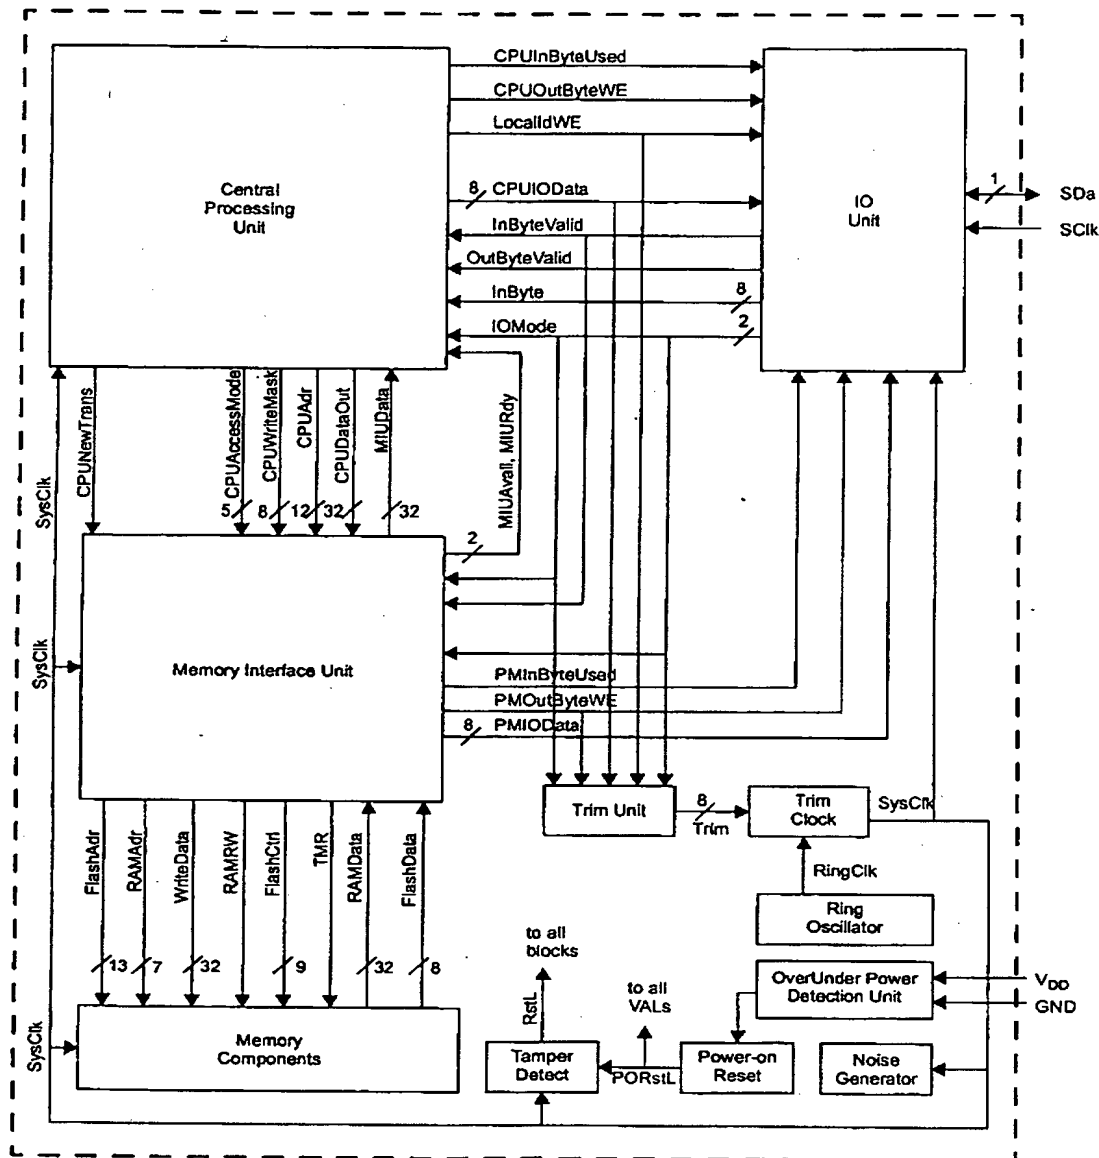 CPUInByteUsed
CPUOutByteWE
LocalIdWE
Central
Processing
Unit
8
CPUIOData
IO
Unit
1
SDa
SClk
InByteValid
OutByteValid
InByte
8
IOMode
2
SysClk
CPUNewTrans
CPUAccessMode
CPUWriteMask
CPUAdr
CPUDataOut
MIUData
MIUAvail, MIURdy
5
8
12
32
32
2
SysClk
Memory Interface Unit
PMInByteUsed
PMOutByteWE
8
PMIOData
Trim Unit
8
Trim
Trim
Clock
SysClk
RingClk
Ring
Oscillator
FlashAdr
RAMAdr
WriteData
RAMRW
FlashCtrl
TMR
RAMData
FlashData
13
7
32
9
32
8
to all
blocks
RstL
to all
VALs
OverUnder Power
Detection Unit
VDD
GND
SysClk
Memory
Components
Tamper
Detect
PORstL
Power-on
Reset
Noise
Generator